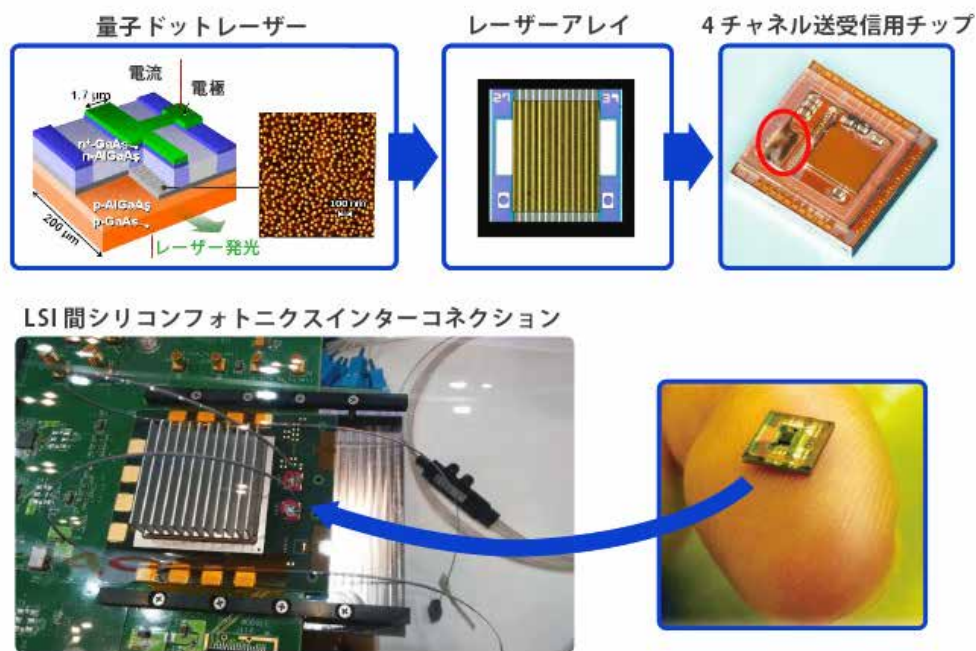 量子ドットレーザー
レーザーアレイ
4チャネル送受信用チップ
電流
電極
1.7 μm
n⁺-GaAs
n-AlGaAs
100 nm
p-AlGaAs
p-GaAs
200 μm
レーザー発光
27
37
LSI間シリコンフォトニクスインターコネクション